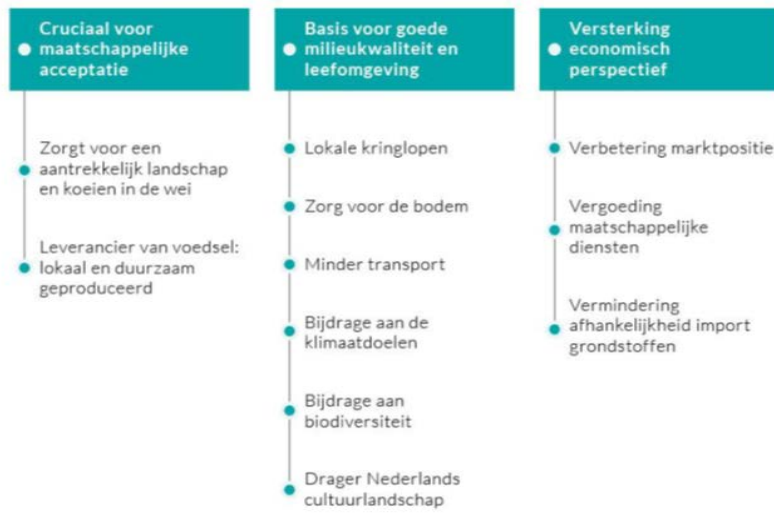 Cruciaal voor
maatschappelijke
acceptatie
Zorgt voor een
aantrekkelijk landschap
en koeien in de wei
Leverancier van voedsel:
lokaal en duurzaam
geproduceerd
Basis voor goede
milieukwaliteit en
leefomgeving
Lokale kringlopen
Zorg voor de bodem
Minder transport
Bijdrage aan de
klimaatdoelen
Bijdrage aan
biodiversiteit
Drager Nederlands
cultuurlandschap
Versterking
economisch
perspectief
Verbetering marktpositie
Vergoeding
maatschappelijke
diensten
Vermindering
afhankelijkheid import
grondstoffen